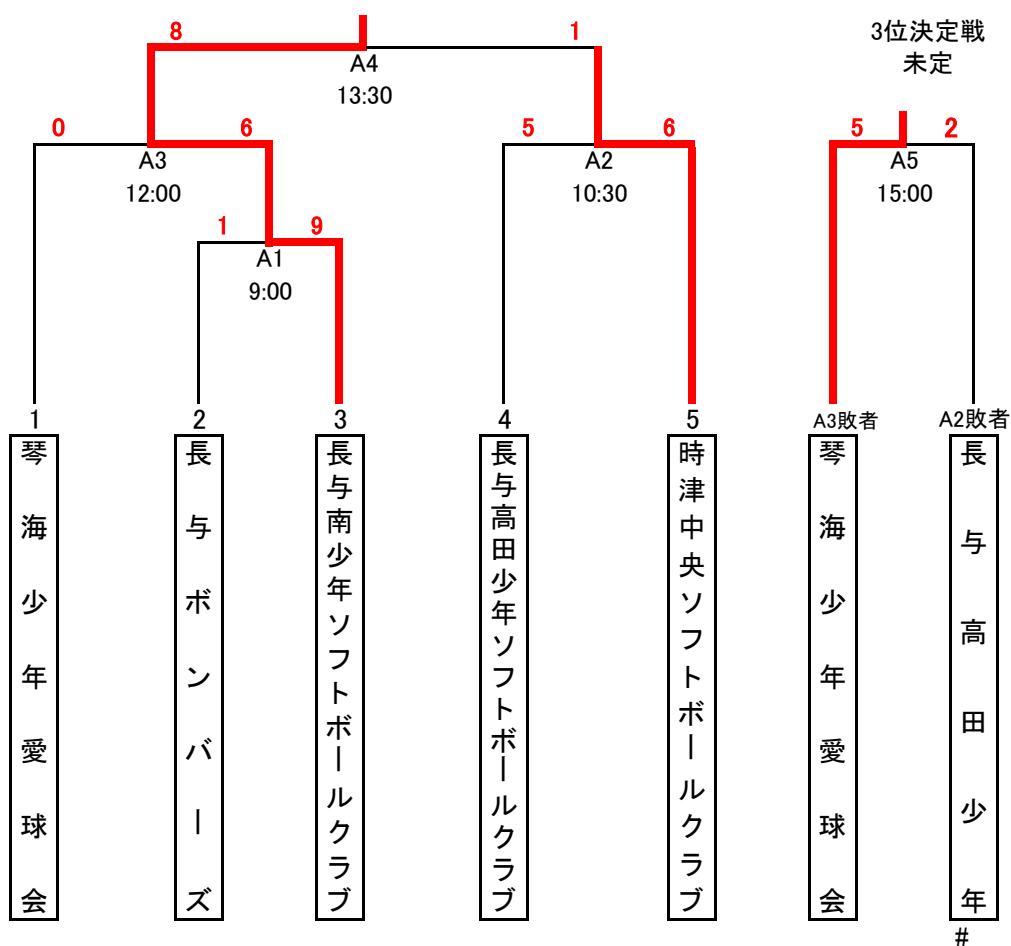 8
1
3位決定戦
未定
A4
13:30
0
6
5
6
5
2
A3
12:00
A2
10:30
A5
15:00
1
9
A1
9:00
1
2
3
4
5
A3敗者
A2敗者
琴海少年愛球会
長与ボンバーズ
長与南少年ソフトボールクラブ
長与高田少年ソフトボールクラブ
時津中央ソフトボールクラブ
琴海少年愛球会
長与高田少年
#